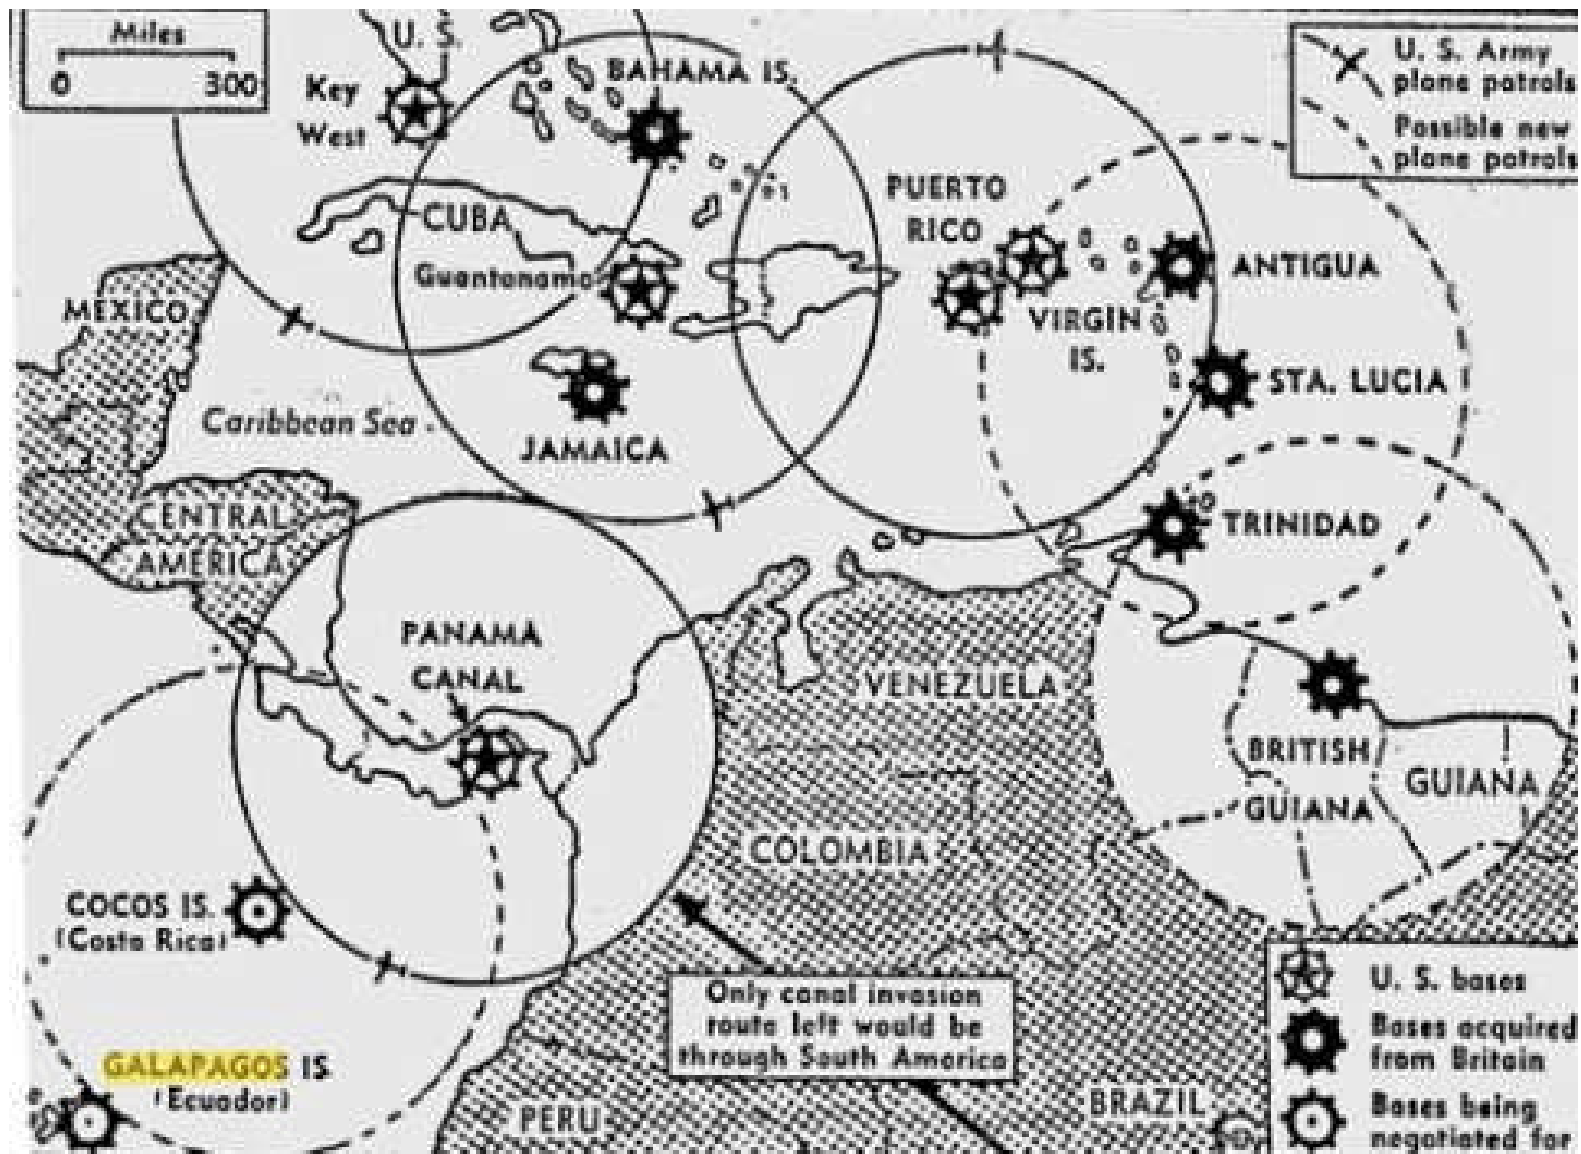 Miles
0 300
U. S.
Key
West
BAHAMA IS.
U. S. Army
plane patrols
Possible new
plane patrols
CUBA
Guantanamo
PUERTO
RICO
VIRGIN
IS.
ANTIGUA
STA. LUCIA
MEXICO
Caribbean Sea
JAMAICA
CENTRAL
AMERICA
TRINIDAD
PANAMA
CANAL
VENEZUELA
BRITISH
GUIANA
GUIANA
COLOMBIA
COCOS IS.
(Costa Rica)
Only canal invasion
route left would be
through South America
GALAPAGOS IS
(Ecuador)
PERU
BRAZIL
U. S. bases
Bases acquired
from Britain
Bases being
negotiated for